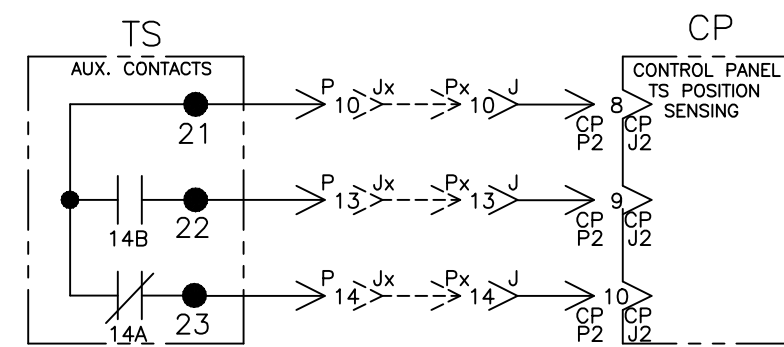 TS
AUX. CONTACTS
CP
CONTROL PANEL
TS POSITION
SENSING
21
P 10 Jx Px 10 J
8
CP P2
CP J2
14B
22
P 13 Jx Px 13 J
9
CP P2
CP J2
14A
23
P 14 Jx Px 14 J
10
CP P2
CP J2